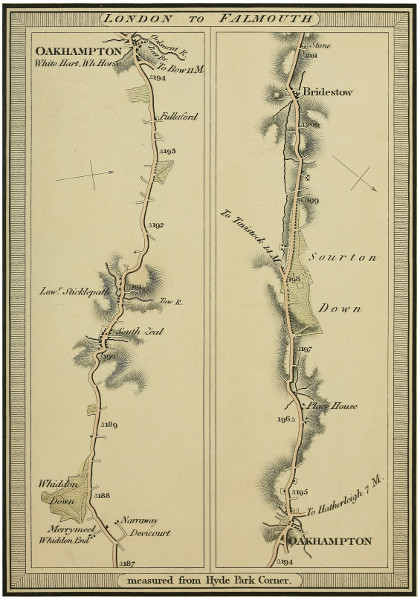 LONDON TO FALMOUTH
OAKHAMPTON
White Hart, Wh. Horse.
Oakment R.
To Bow 11 M.
194
Fullaford
193
192
191
Lowr. Sticklepath
Taw R.
South Zeal
190
189
Whiddon
Down
188
Merrymeet
Whiddon End
Narraway
Devicourt
187
Stone
201
Bridestow
200
199
To Tavistock 14 M.
Sourton
Down
198
197
Place House
196
195
To Hatherleigh 7 M.
OAKHAMPTON
194
measured from Hyde Park Corner.